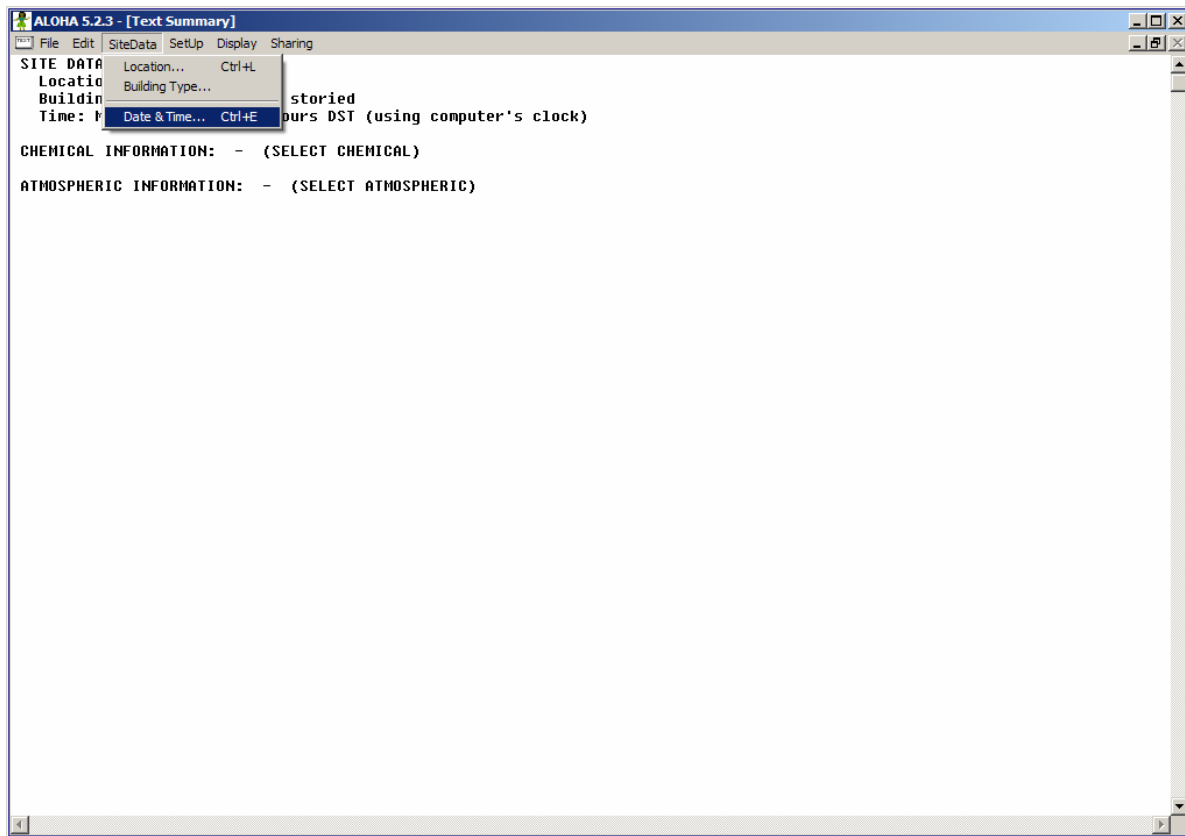 ALOHA 5.2.3 - [Text Summary]
File Edit SiteData SetUp Display Sharing
SITE DATA
Location... Ctrl+L
Locatio
Building Type...
Buildin storied
Date & Time... Ctrl+E
Time: ours DST (using computer's clock)
CHEMICAL INFORMATION: - (SELECT CHEMICAL)
ATMOSPHERIC INFORMATION: - (SELECT ATMOSPHERIC)